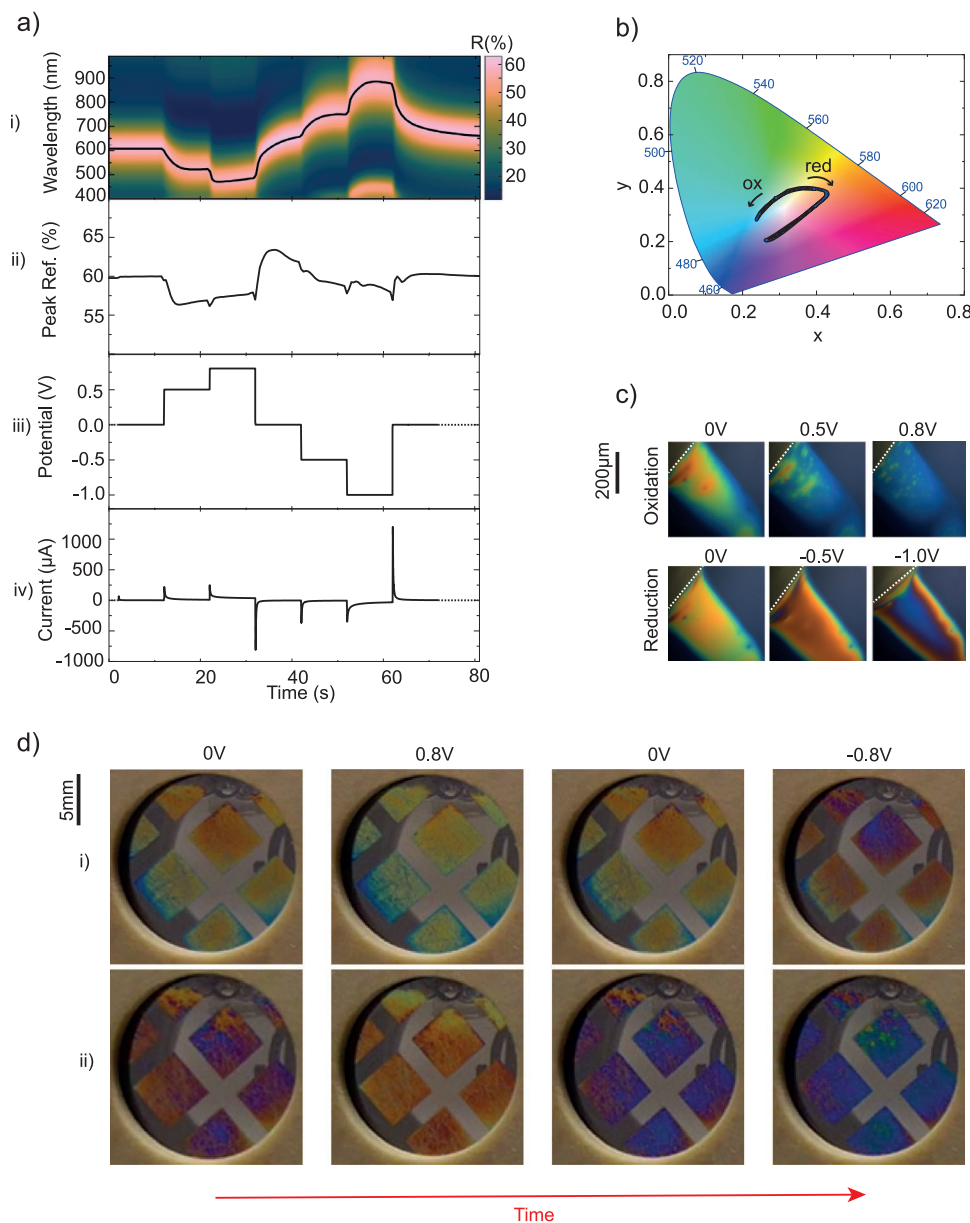 a)
R(%)
i)
Wavelength (nm)
900
800
700
600
500
400
60
50
40
30
20
ii)
Peak Ref. (%)
65
60
55
iii)
Potential (V)
0.5
0.0
-0.5
-1.0
iv)
Current (μA)
1000
500
0
-500
-1000
0 20 40 60 80
Time (s)
b)
y
0.8
0.6
0.4
0.2
0.0
0.0 0.2 0.4 0.6 0.8
x
520
540
560
580
600
620
500
480
460
ox
red
c)
200μm
0V 0.5V 0.8V
Oxidation
0V -0.5V -1.0V
Reduction
d)
5mm
0V 0.8V 0V -0.8V
i)
ii)
Time